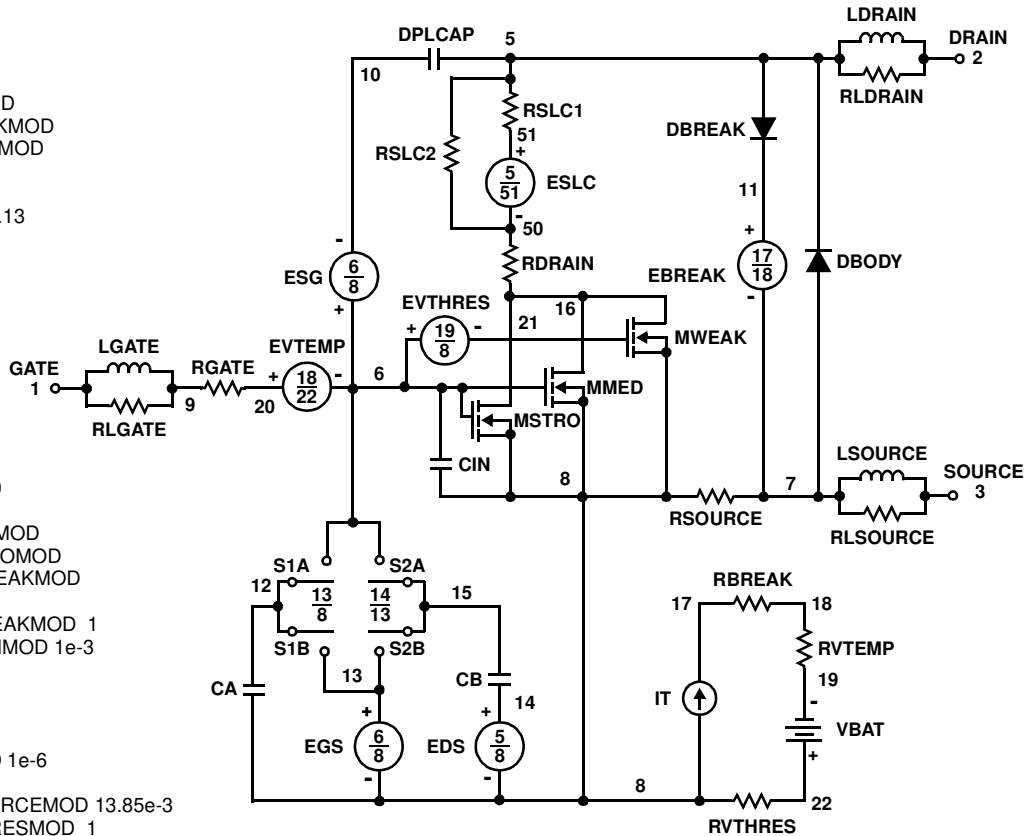 LDRAIN
DPLCAP
5
DRAIN
2
10
RLDRAIN
D
KMOD
MOD
RSLC1
51
+
DBREAK
RSLC2
5
51
ESLC
11
.13
-
50
-
+
17
18
DBODY
6
8
ESG
RDRAIN
EBREAK
-
+
EVTHRES
16
21
+
19
8
-
MWEAK
LGATE
EVTEMP
GATE
1
RGATE
+
18
22
-
6
MMED
9
20
MSTRO
RLGATE
LSOURCE
CIN
8
7
SOURCE
3
RSOURCE
RLSOURCE
MOD
OMOD
EAKMOD
EAKMOD 1
MOD 1e-3
S1A
S2A
12
13
8
14
13
15
RBREAK
17
18
S1B
S2B
RVTEMP
13
CB
19
CA
14
IT
-
+
+
VBAT
EGS
6
8
EDS
5
8
+
1e-6
-
-
8
22
RCEMOD 13.85e-3
RESMOD 1
RVTHRES